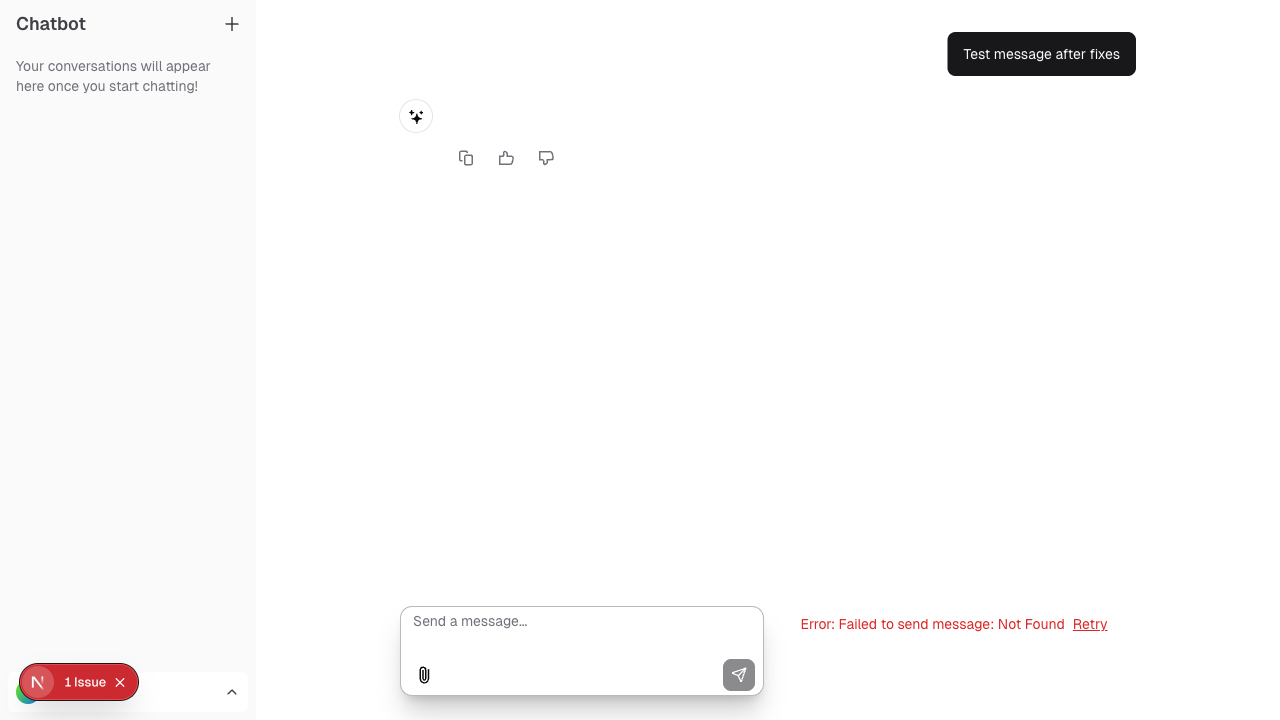 Chatbot
Your conversations will appear
here once you start chatting!
Test message after fixes
Send a message...
Error: Failed to send message: Not Found Retry
N 1 Issue